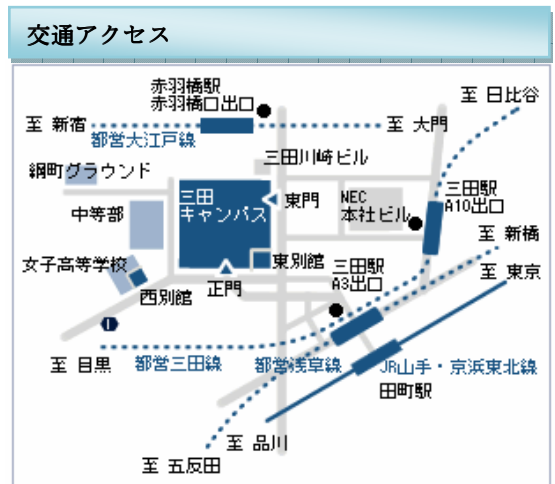 交通アクセス
赤羽橋駅
赤羽橋口出口
至 日比谷
至 新宿
至 大門
都営大江戸線
三田川崎ビル
綱町グラウンド
三田
キャンパス
東門
NEC
本社ビル
三田駅
A10出口
中等部
至 新橋
女子高等学校
東別館
三田駅
A3出口
至 東京
西別館
正門
至 目黒
都営三田線
都営浅草線
JR山手・京浜東北線
田町駅
至 品川
至 五反田